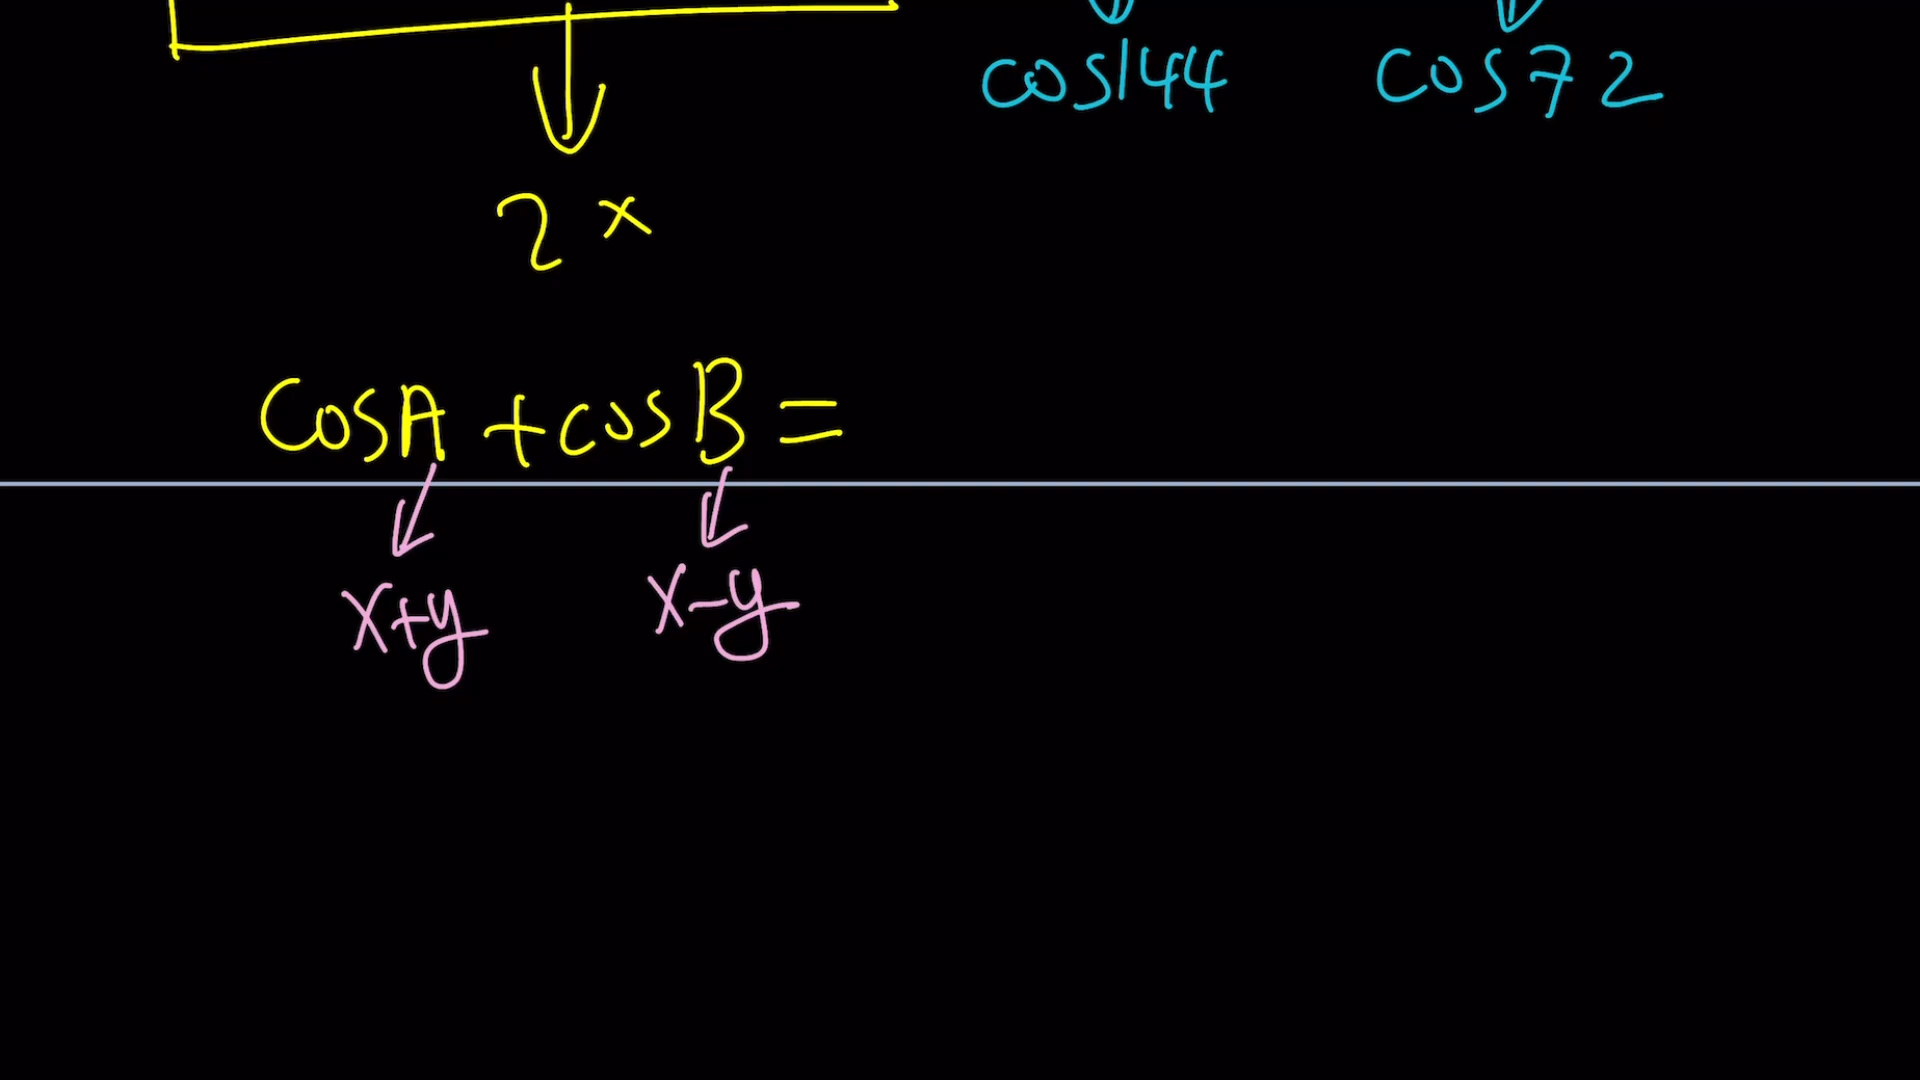 cos144 cos72
2 x
CosA + cosB =
x+y x-y